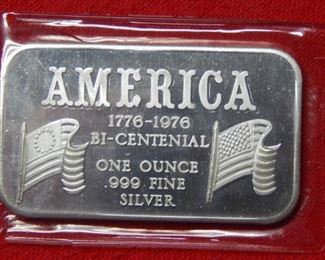 AMERICA
1776-1976
BI-CENTENIAL
ONE OUNCE
.999 FINE
SILVER